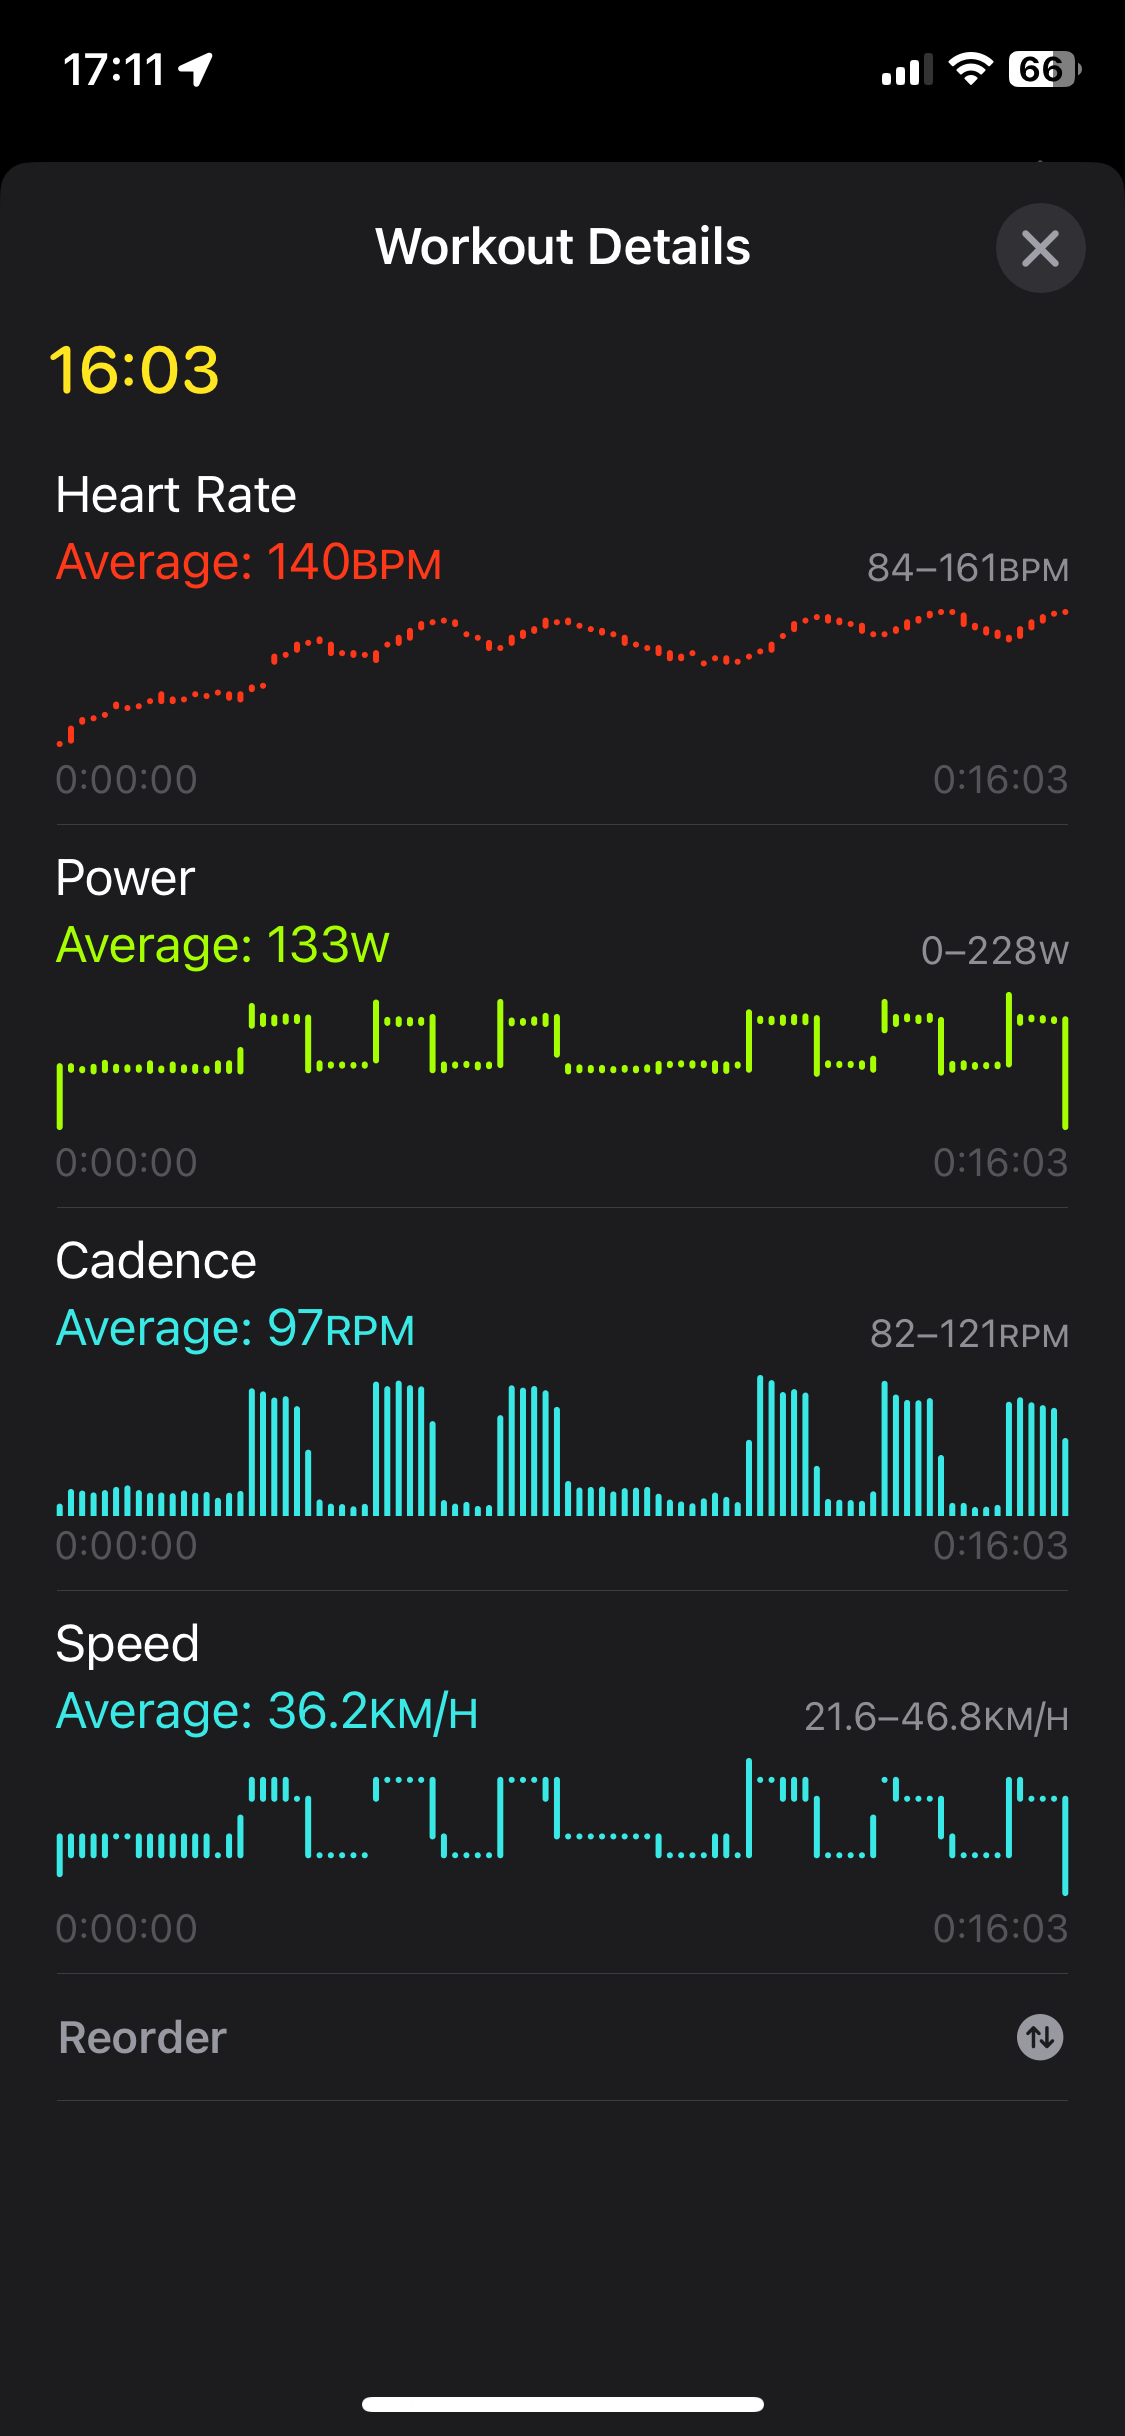 17:11
66
Workout Details
16:03
Heart Rate
Average: 140BPM
84–161BPM
0:00:00
0:16:03
Power
Average: 133W
0–228W
0:00:00
0:16:03
Cadence
Average: 97RPM
82–121RPM
0:00:00
0:16:03
Speed
Average: 36.2KM/H
21.6–46.8KM/H
0:00:00
0:16:03
Reorder